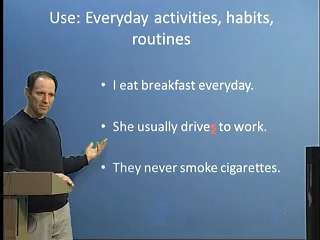 Use: Everyday activities, habits,
routines
• I eat breakfast everyday.
• She usually drives to work.
• They never smoke cigarettes.